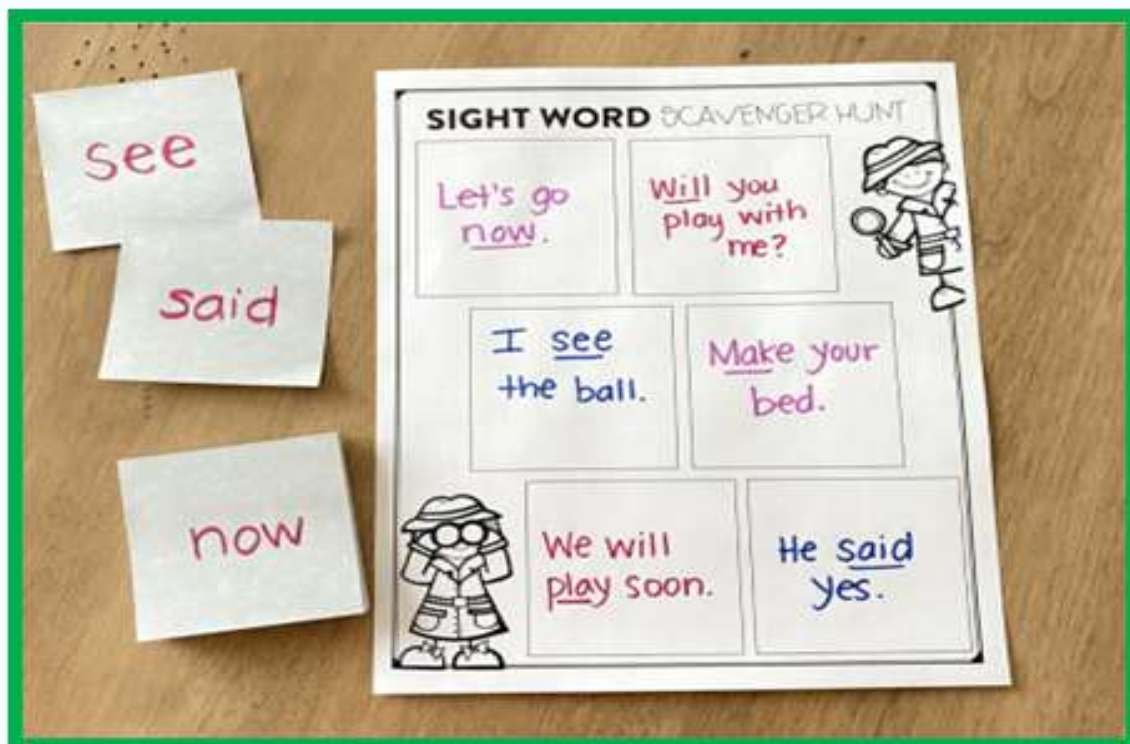 see
said
now
SIGHT WORD SCAVENGER HUNT
Let's go
now.
Will you
play with
me?
I see
the ball.
Make your
bed.
We will
play soon.
He said
yes.